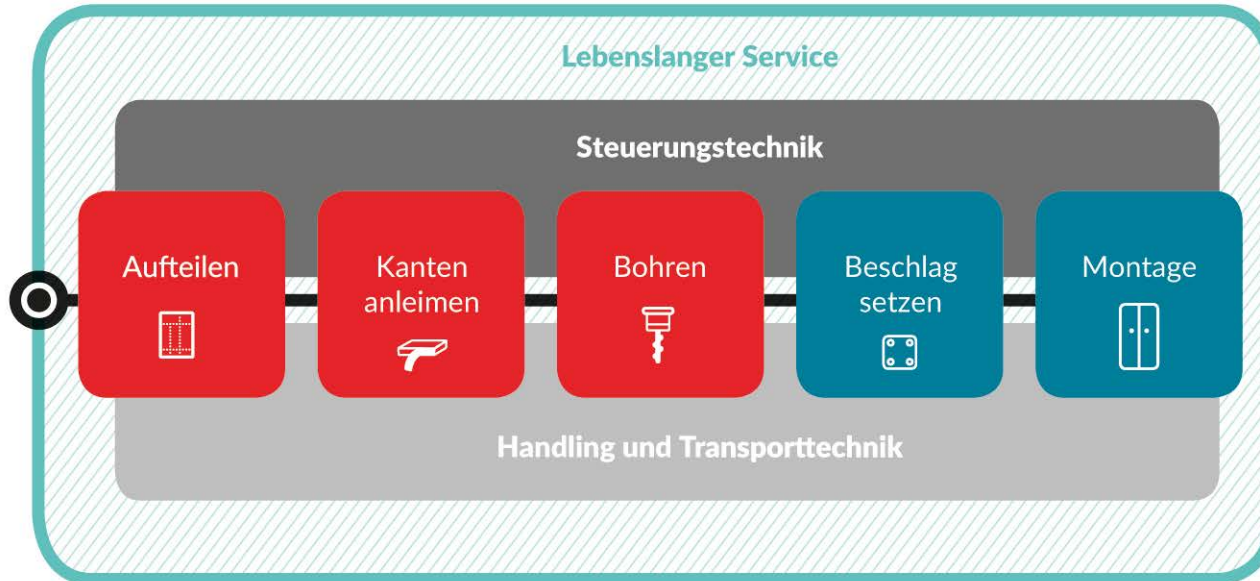 Lebenslanger Service
Steuerungstechnik
Aufteilen
Kanten
anleimen
Bohren
Beschlag
setzen
Montage
Handling und Transporttechnik